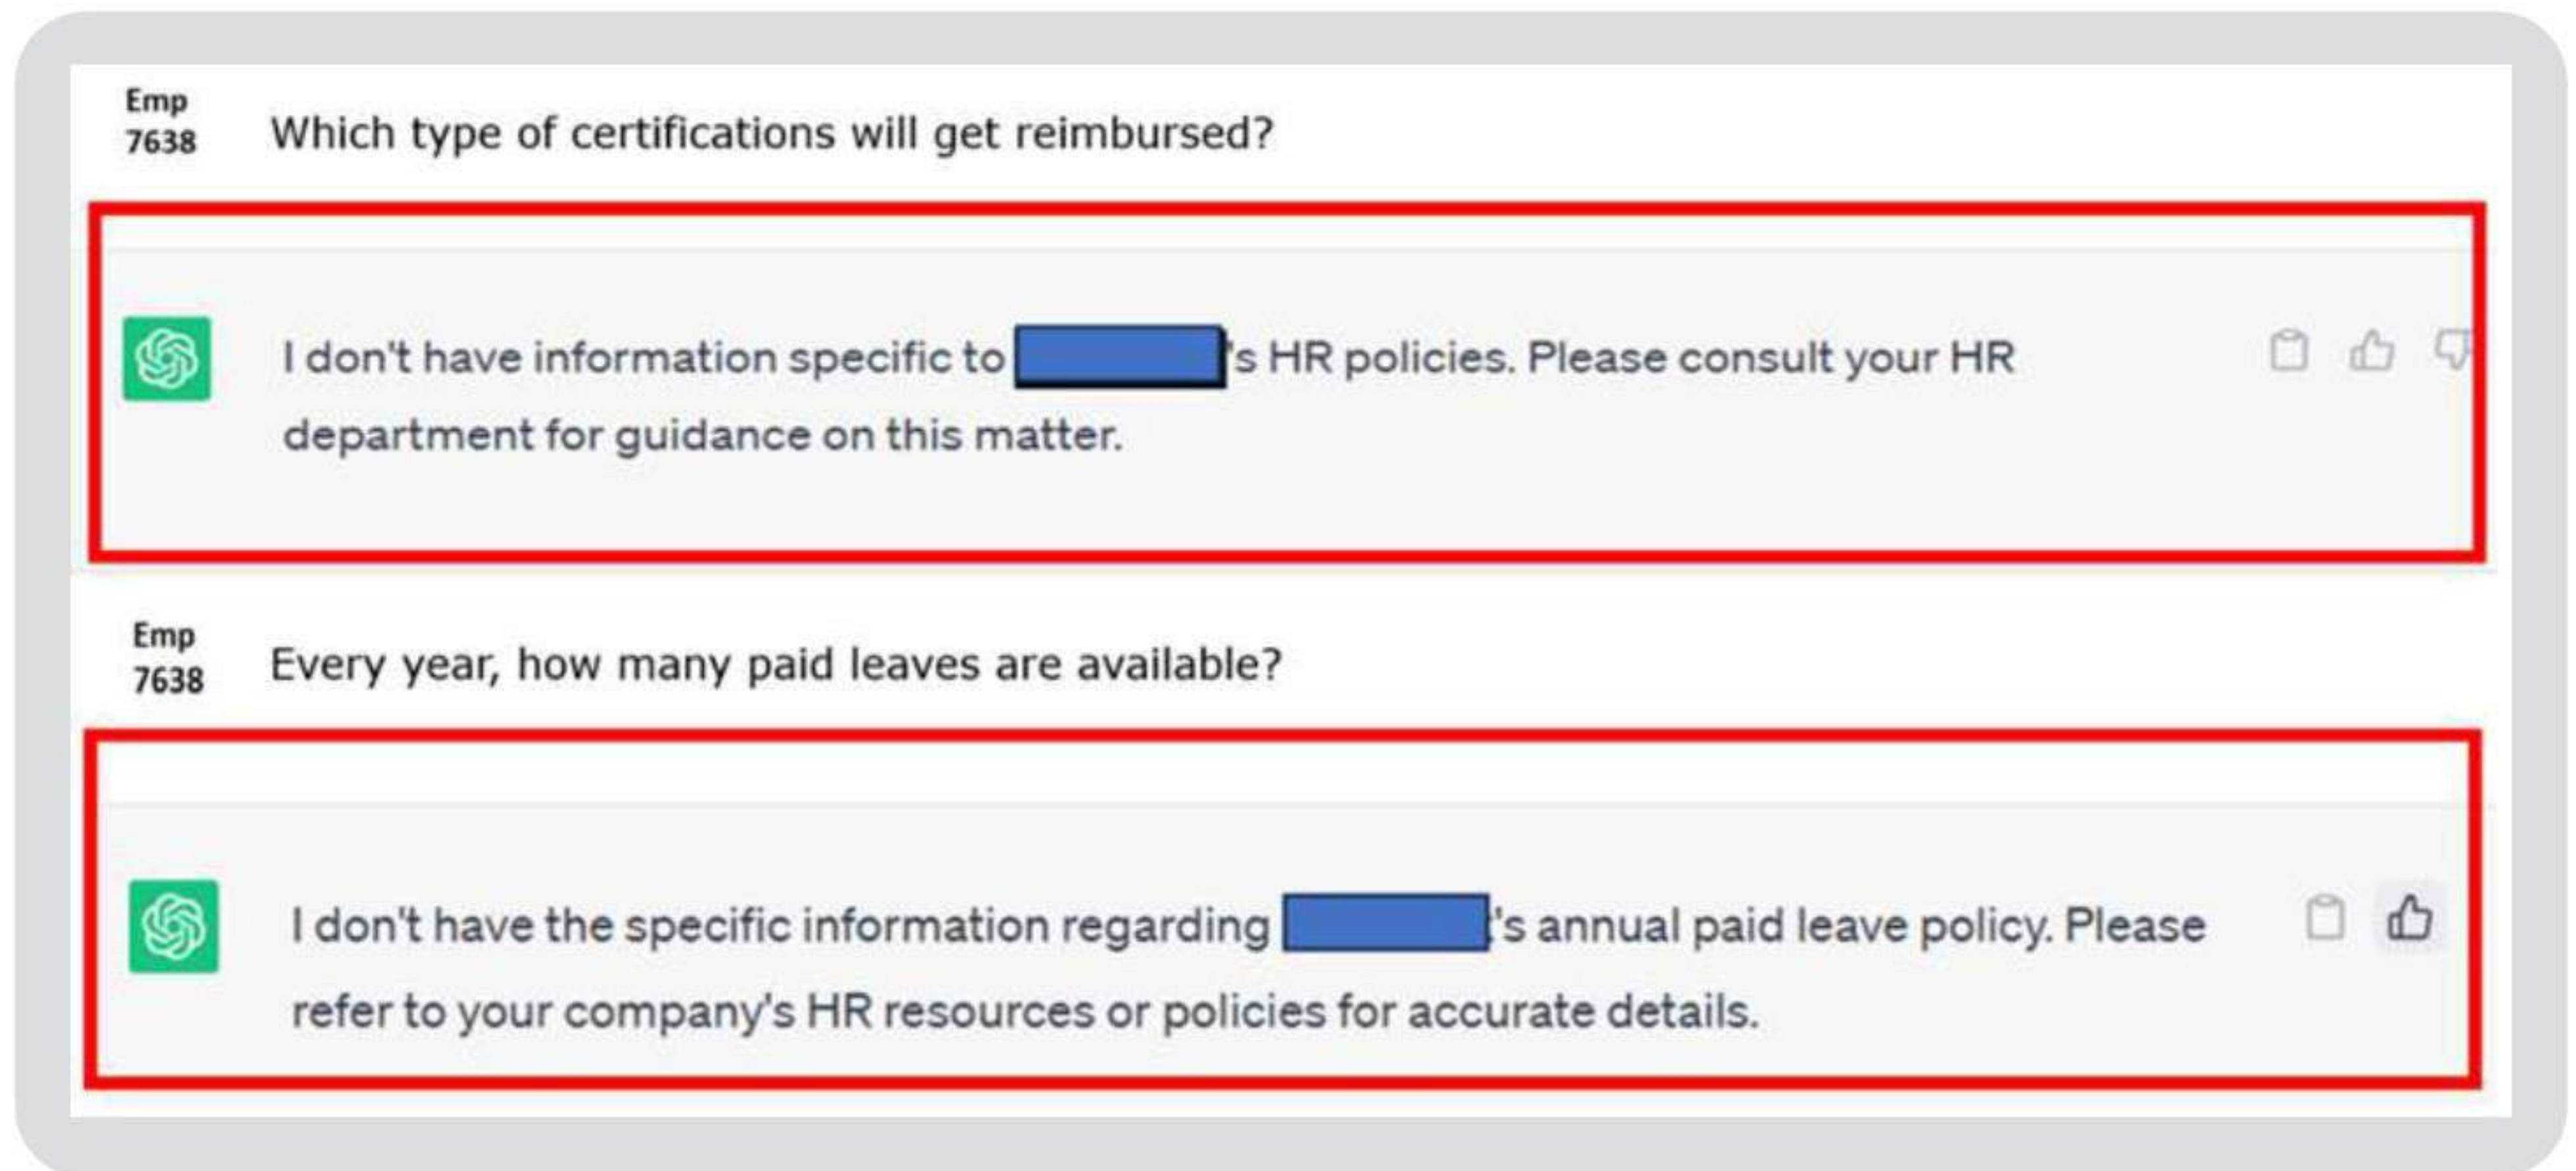 Emp
7638
Which type of certifications will get reimbursed?
I don't have information specific to 's HR policies. Please consult your HR
department for guidance on this matter.
Emp
7638
Every year, how many paid leaves are available?
I don't have the specific information regarding 's annual paid leave policy. Please
refer to your company's HR resources or policies for accurate details.